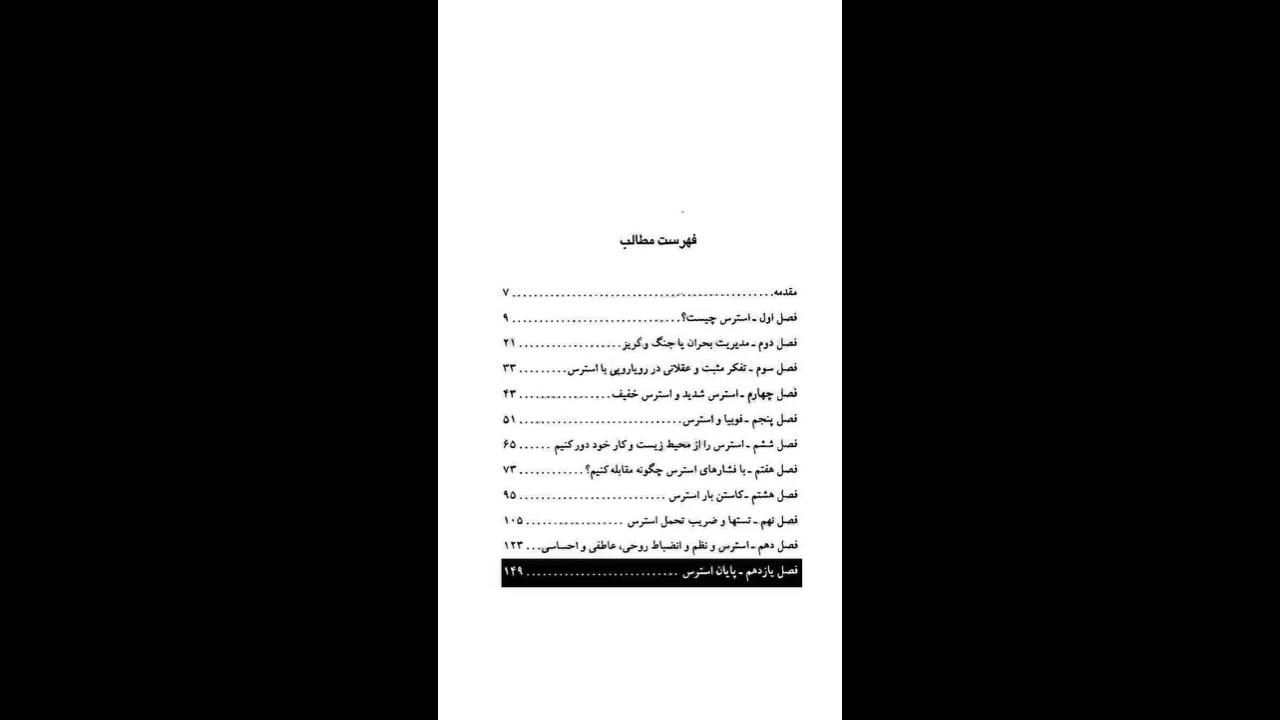 فهرست مطالب
مقدمه................................................ ۷
فصل اول ـ استرس چیست؟............................... ۹
فصل دوم ـ مدیریت بحران یا جنگ و گریز................... ۲۱
فصل سوم ـ تفکر مثبت و عقلانی در رویارویی با استرس......... ۳۳
فصل چهارم ـ استرس شدید و استرس خفیف................. ۴۳
فصل پنجم ـ فوبیا و استرس.............................. ۵۱
فصل ششم ـ استرس را از محیط زیست و کار خود دور کنیم ...... ۶۵
فصل هفتم ـ با فشارهای استرس چگونه مقابله کنیم؟............ ۷۳
فصل هشتم ـ کاستن بار استرس ........................... ۹۵
فصل نهم ـ تستها و ضریب تحمل استرس .................. ۱۰۵
فصل دهم ـ استرس و نظم و انضباط روحی، عاطفی و احساسی... ۱۲۳
فصل یازدهم ـ پایان استرس ............................ ۱۴۹